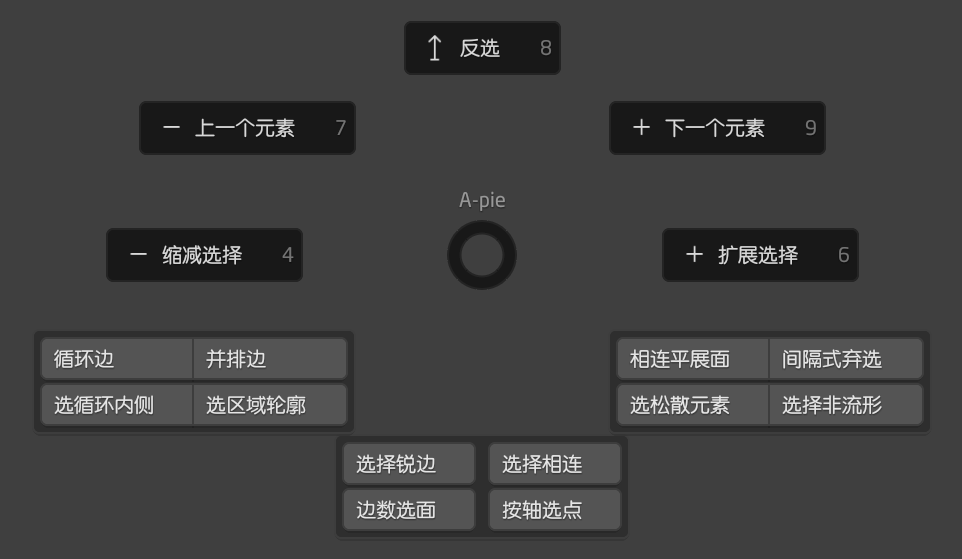 反选 8
上一个元素 7
下一个元素 9
A-pie
缩减选择 4
扩展选择 6
循环边 并排边
选循环内侧 选区域轮廓
相连平展面 间隔式弃选
选松散元素 选择非流形
选择锐边 选择相连
边数选面 按轴选点